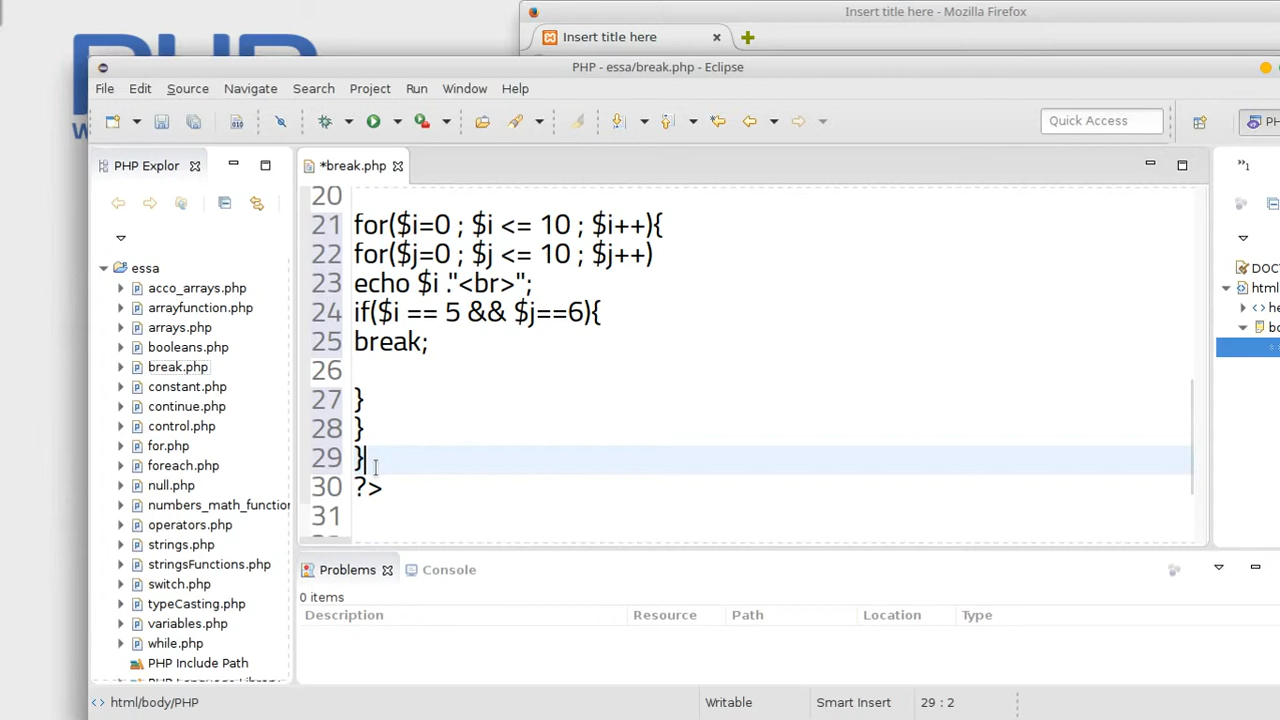 Insert title here - Mozilla Firefox
Insert title here
PHP - essa/break.php - Eclipse
File Edit Source Navigate Search Project Run Window Help
Quick Access
PHP Explor
*break.php
essa
acco_arrays.php
arrayfunction.php
arrays.php
booleans.php
break.php
constant.php
continue.php
control.php
for.php
foreach.php
null.php
numbers_math_function
operators.php
strings.php
stringsFunctions.php
switch.php
typeCasting.php
variables.php
while.php
PHP Include Path
20
21 for($i=0 ; $i <= 10 ; $i++){
22 for($j=0 ; $j <= 10 ; $j++)
23 echo $i ."<br>";
24 if($i == 5 && $j==6){
25 break;
26
27 }
28 }
29 }
30 ?>
31
DOC
html
he
bo
Problems Console
0 items
Description Resource Path Location Type
html/body/PHP Writable Smart Insert 29 : 2